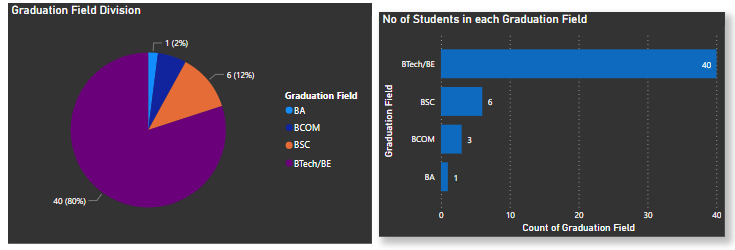 Graduation Field Division
1 (2%)
6 (12%)
40 (80%)
Graduation Field
BA
BCOM
BSC
BTech/BE
No of Students in each Graduation Field
Graduation Field
BTech/BE
40
BSC
6
BCOM
3
BA
1
0 10 20 30 40
Count of Graduation Field